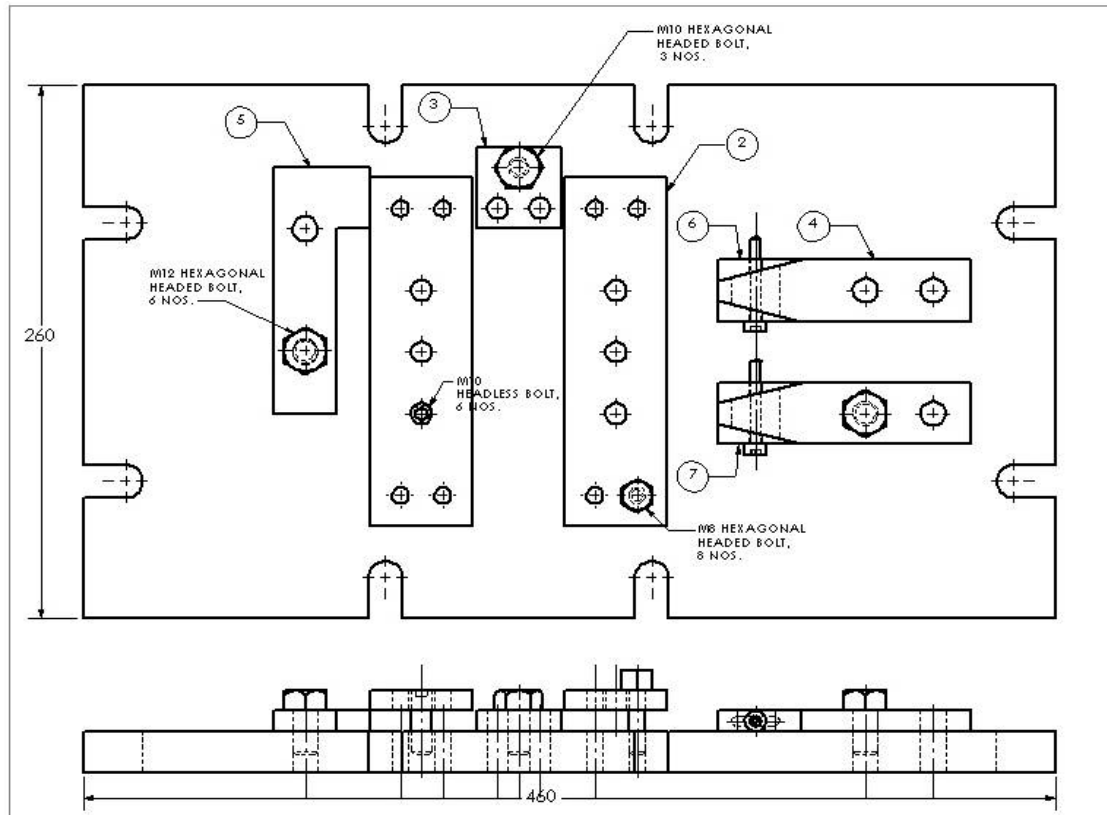 M10 HEXAGONAL
HEADED BOLT,
3 NOS.
3
5
2
6
4
M12 HEXAGONAL
HEADED BOLT,
6 NOS.
260
M10
HEADLESS BOLT,
6 NOS.
7
M8 HEXAGONAL
HEADED BOLT,
8 NOS.
460